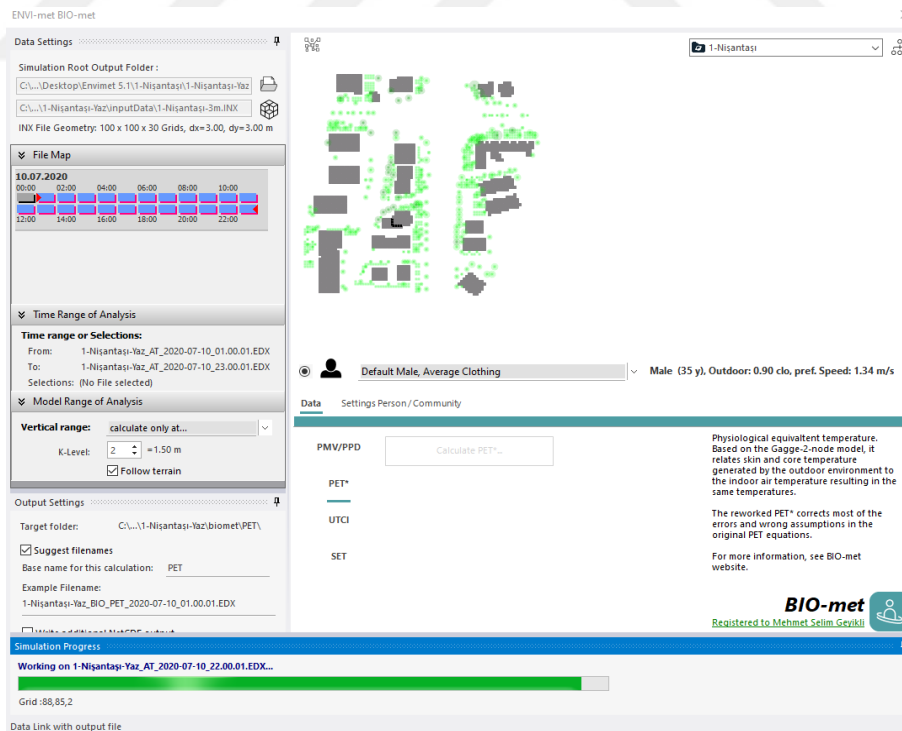 ENVI-met BIO-met
Data Settings
Simulation Root Output Folder :
C:\...\Desktop\Envimet 5.1\1-Nişantaşı\1-Nişantaşı-Yaz
C:\...\1-Nişantaşı-Yaz\inputData\1-Nişantaşı-3m.INX
INX File Geometry: 100 x 100 x 30 Grids, dx=3.00, dy=3.00 m
File Map
10.07.2020
00:00 02:00 04:00 06:00 08:00 10:00
12:00 14:00 16:00 18:00 20:00 22:00
Time Range of Analysis
Time range or Selections:
From: 1-Nişantaşı-Yaz_AT_2020-07-10_01.00.01.EDX
To: 1-Nişantaşı-Yaz_AT_2020-07-10_23.00.01.EDX
Selections: (No File selected)
Model Range of Analysis
Vertical range: calculate only at...
K-Level: 2 =1.50 m
Follow terrain
Output Settings
Target folder: C:\...\1-Nişantaşı-Yaz\biomet\PET\
Suggest filenames
Base name for this calculation: PET
Example Filename:
1-Nişantaşı-Yaz_BIO_PET_2020-07-10_01.00.01.EDX
Write additional NetCDF output
1-Nişantaşı
Default Male, Average Clothing
Male (35 y), Outdoor: 0.90 clo, pref. Speed: 1.34 m/s
Data Settings Person/Community
PMV/PPD
PET*
UTCI
SET
Calculate PET*...
Physiological equivaltent temperature.
Based on the Gagge-2-node model, it
relates skin and core temperature
generated by the outdoor environment to
the indoor air temperature resulting in the
same temperatures.
The reworked PET* corrects most of the
errors and wrong assumptions in the
original PET equations.
For more information, see BIO-met
website.
BIO-met
Registered to Mehmet Selim Geyikli
Simulation Progress
Working on 1-Nişantaşı-Yaz_AT_2020-07-10_22.00.01.EDX...
Grid :88,85,2
Data Link with output file